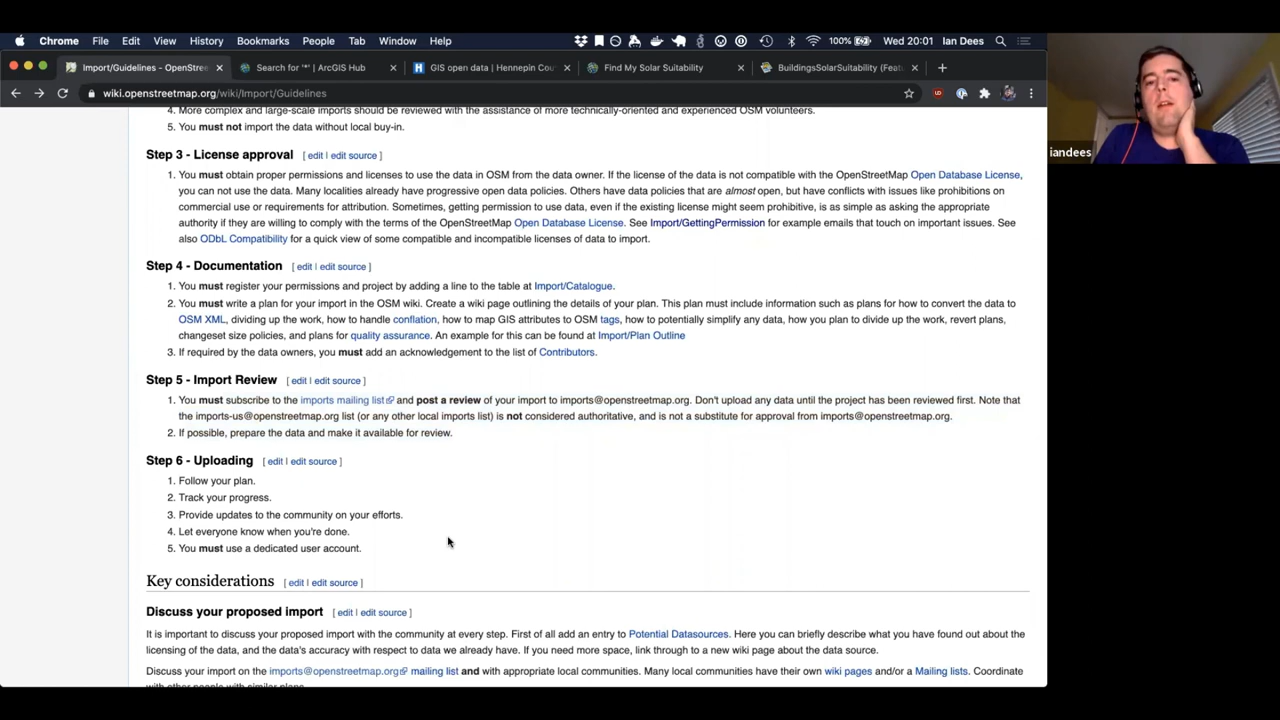 Chrome File Edit View History Bookmarks People Tab Window Help 100% Wed 20:01 Ian Dees
Import/Guidelines - OpenStree Search for '*' | ArcGIS Hub GIS open data | Hennepin Cou Find My Solar Suitability BuildingsSolarSuitability (Feat
wiki.openstreetmap.org/wiki/Import/Guidelines
4. More complex and large-scale imports should be reviewed with the assistance of more technically-oriented and experienced OSM volunteers.
5. You must not import the data without local buy-in.
iandees
Step 3 - License approval [ edit | edit source ]
1. You must obtain proper permissions and licenses to use the data in OSM from the data owner. If the license of the data is not compatible with the OpenStreetMap Open Database License,
you can not use the data. Many localities already have progressive open data policies. Others have data policies that are almost open, but have conflicts with issues like prohibitions on
commercial use or requirements for attribution. Sometimes, getting permission to use data, even if the existing license might seem prohibitive, is as simple as asking the appropriate
authority if they are willing to comply with the terms of the OpenStreetMap Open Database License. See Import/GettingPermission for example emails that touch on important issues. See
also ODbL Compatibility for a quick view of some compatible and incompatible licenses of data to import.
Step 4 - Documentation [ edit | edit source ]
1. You must register your permissions and project by adding a line to the table at Import/Catalogue.
2. You must write a plan for your import in the OSM wiki. Create a wiki page outlining the details of your plan. This plan must include information such as plans for how to convert the data to
OSM XML, dividing up the work, how to handle conflation, how to map GIS attributes to OSM tags, how to potentially simplify any data, how you plan to divide up the work, revert plans,
changeset size policies, and plans for quality assurance. An example for this can be found at Import/Plan Outline
3. If required by the data owners, you must add an acknowledgement to the list of Contributors.
Step 5 - Import Review [ edit | edit source ]
1. You must subscribe to the imports mailing list and post a review of your import to imports@openstreetmap.org. Don't upload any data until the project has been reviewed first. Note that
the imports-us@openstreetmap.org list (or any other local imports list) is not considered authoritative, and is not a substitute for approval from imports@openstreetmap.org.
2. If possible, prepare the data and make it available for review.
Step 6 - Uploading [ edit | edit source ]
1. Follow your plan.
2. Track your progress.
3. Provide updates to the community on your efforts.
4. Let everyone know when you're done.
5. You must use a dedicated user account.
Key considerations [ edit | edit source ]
Discuss your proposed import [ edit | edit source ]
It is important to discuss your proposed import with the community at every step. First of all add an entry to Potential Datasources. Here you can briefly describe what you have found out about the
licensing of the data, and the data's accuracy with respect to data we already have. If you need more space, link through to a new wiki page about the data source.
Discuss your import on the imports@openstreetmap.org mailing list and with appropriate local communities. Many local communities have their own wiki pages and/or a Mailing lists. Coordinate
with other people with similar plans.